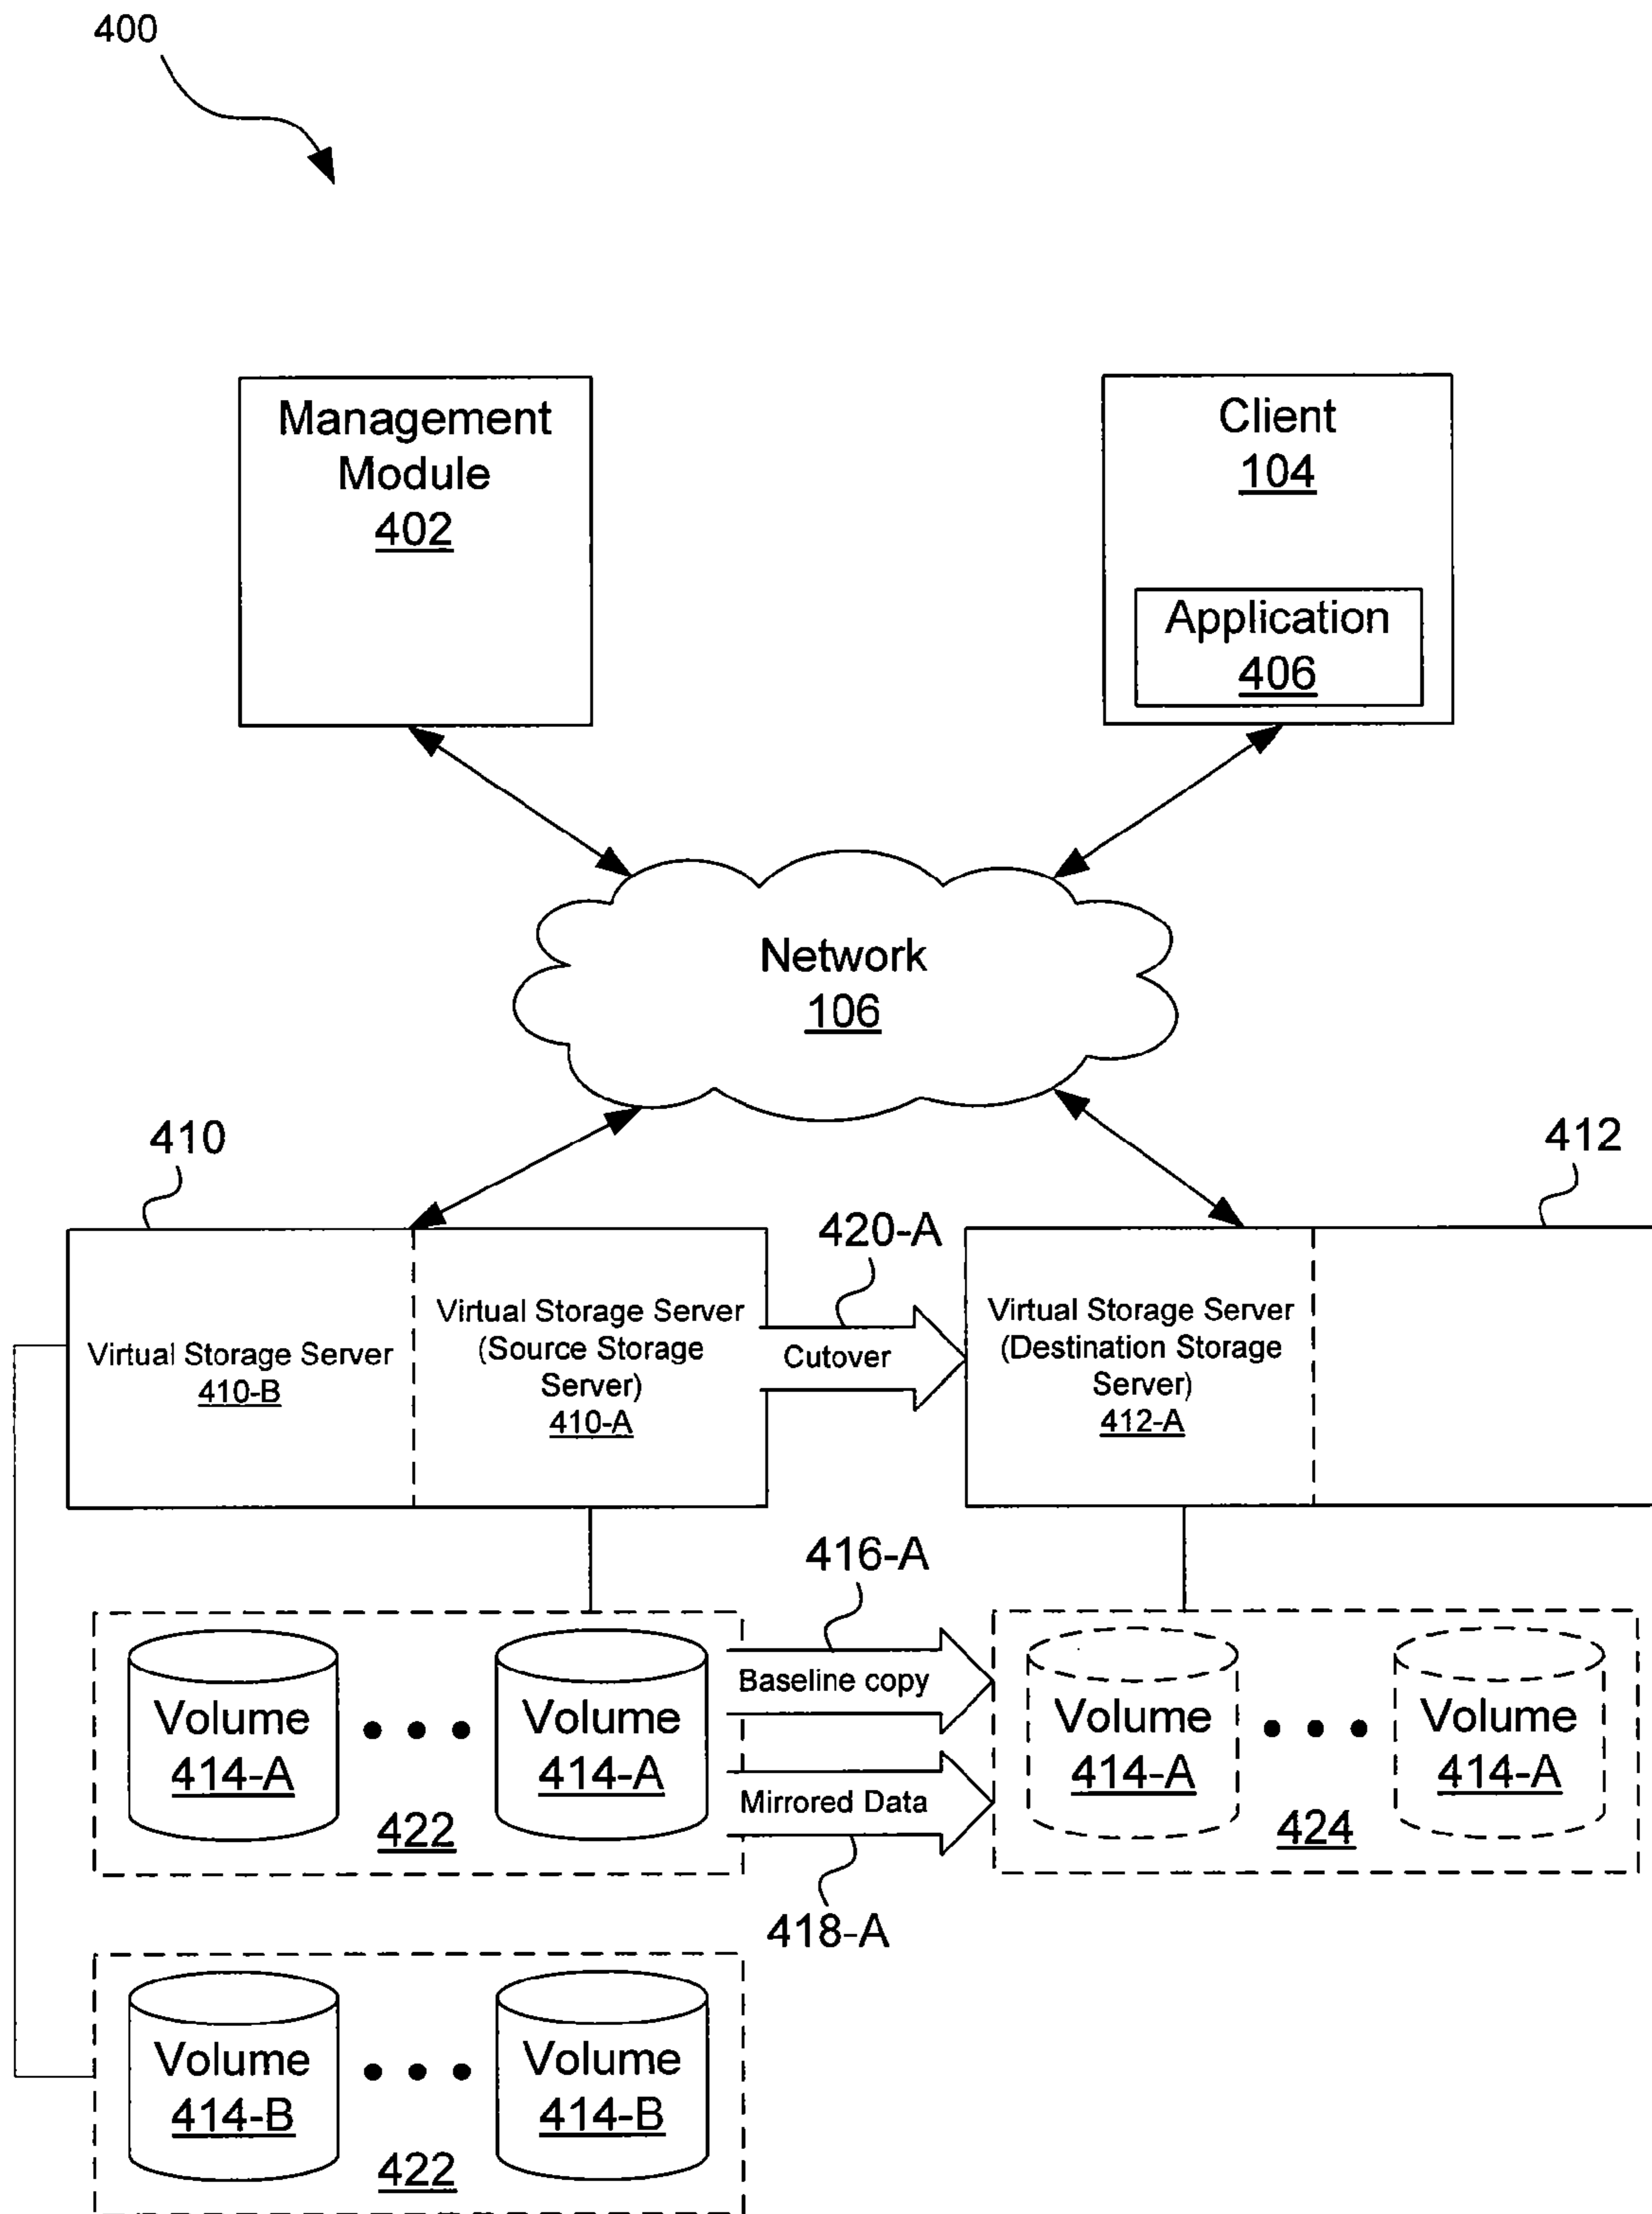 400
Management
Module
402
Client
104
Application
406
Network
106
410
412
420-A
Virtual Storage Server
410-B
Virtual Storage Server
(Source Storage
Server)
410-A
Cutover
Virtual Storage Server
(Destination Storage
Server)
412-A
416-A
Volume
414-A
Volume
414-A
422
Baseline copy
Mirrored Data
418-A
Volume
414-A
Volume
414-A
424
Volume
414-B
Volume
414-B
422